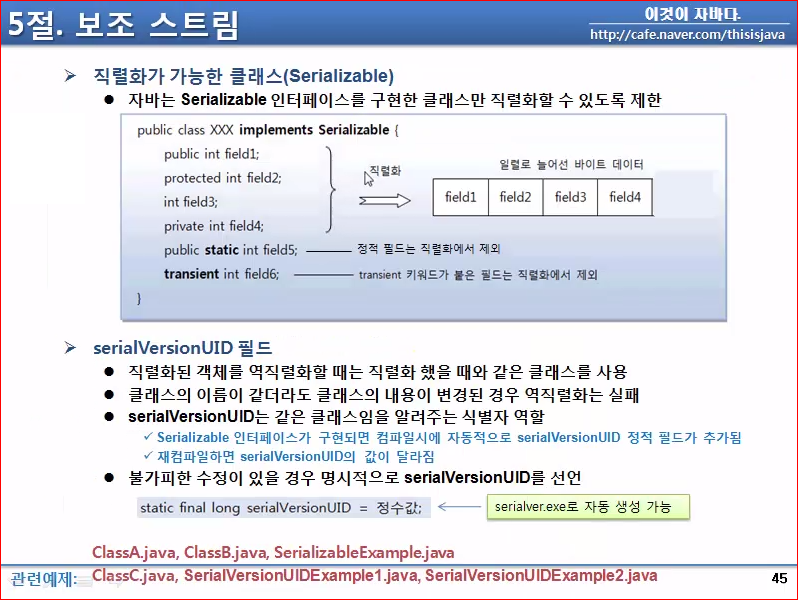 5절. 보조 스트림
이것이 자바다.
http://cafe.naver.com/thisisjava
직렬화가 가능한 클래스(Serializable)
자바는 Serializable 인터페이스를 구현한 클래스만 직렬화할 수 있도록 제한
public class XXX implements Serializable {
public int field1;
protected int field2;
int field3;
private int field4;
직렬화
일렬로 늘어선 바이트 데이터
field1 field2 field3 field4
public static int field5; 정적 필드는 직렬화에서 제외
transient int field6; transient 키워드가 붙은 필드는 직렬화에서 제외
}
serialVersionUID 필드
직렬화된 객체를 역직렬화할 때는 직렬화 했을 때와 같은 클래스를 사용
클래스의 이름이 같더라도 클래스의 내용이 변경된 경우 역직렬화는 실패
serialVersionUID는 같은 클래스임을 알려주는 식별자 역할
Serializable 인터페이스가 구현되면 컴파일시에 자동적으로 serialVersionUID 정적 필드가 추가됨
재컴파일하면 serialVersionUID의 값이 달라짐
불가피한 수정이 있을 경우 명시적으로 serialVersionUID를 선언
static final long serialVersionUID = 정수값; serialver.exe로 자동 생성 가능
ClassA.java, ClassB.java, SerializableExample.java
관련예제: ClassC.java, SerialVersionUIDExample1.java, SerialVersionUIDExample2.java
45